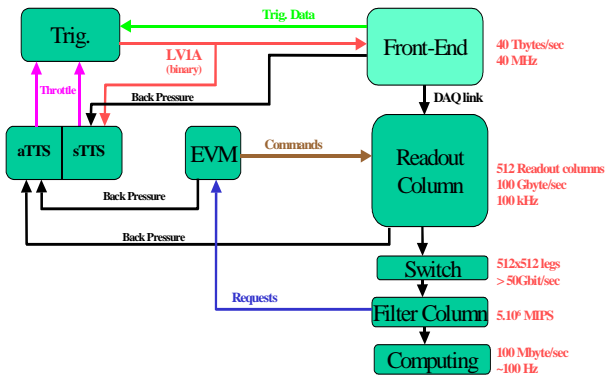 Trig. Data
Trig.
LV1A
(binary)
Front-End
40 Tbytes/sec
40 MHz
Throttle
Back Pressure
DAQ link
aTTS
sTTS
EVM
Commands
Readout
Column
512 Readout columns
100 Gbyte/sec
100 kHz
Back Pressure
Back Pressure
Switch
512x512 legs
> 50Gbit/sec
Requests
Filter Column
5.10⁶ MIPS
Computing
100 Mbyte/sec
~100 Hz